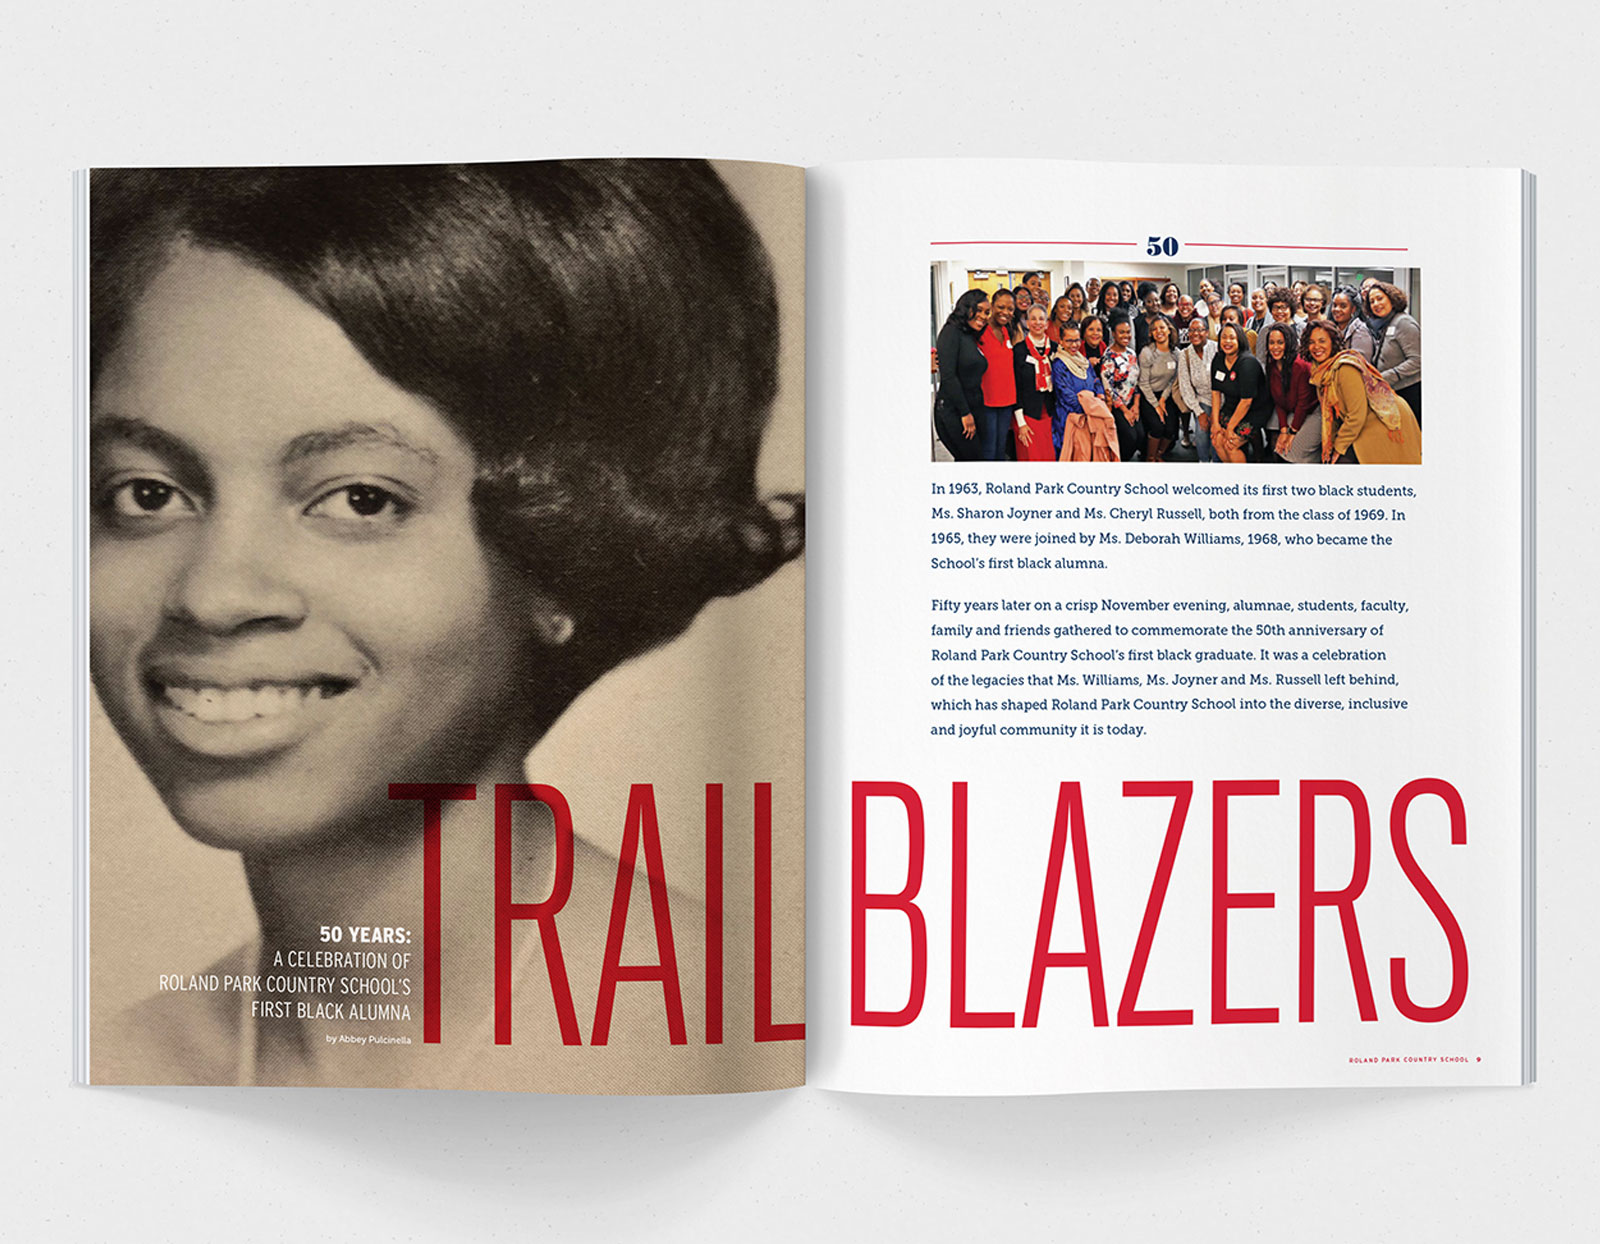 50 YEARS:
A CELEBRATION OF
ROLAND PARK COUNTRY SCHOOL'S
FIRST BLACK ALUMNA
by Abbey Pulcinella
TRAIL
BLAZERS
50
In 1963, Roland Park Country School welcomed its first two black students,
Ms. Sharon Joyner and Ms. Cheryl Russell, both from the class of 1969. In
1965, they were joined by Ms. Deborah Williams, 1968, who became the
School's first black alumna.
Fifty years later on a crisp November evening, alumnae, students, faculty,
family and friends gathered to commemorate the 50th anniversary of
Roland Park Country School's first black graduate. It was a celebration
of the legacies that Ms. Williams, Ms. Joyner and Ms. Russell left behind,
which has shaped Roland Park Country School into the diverse, inclusive
and joyful community it is today.
ROLAND PARK COUNTRY SCHOOL 9